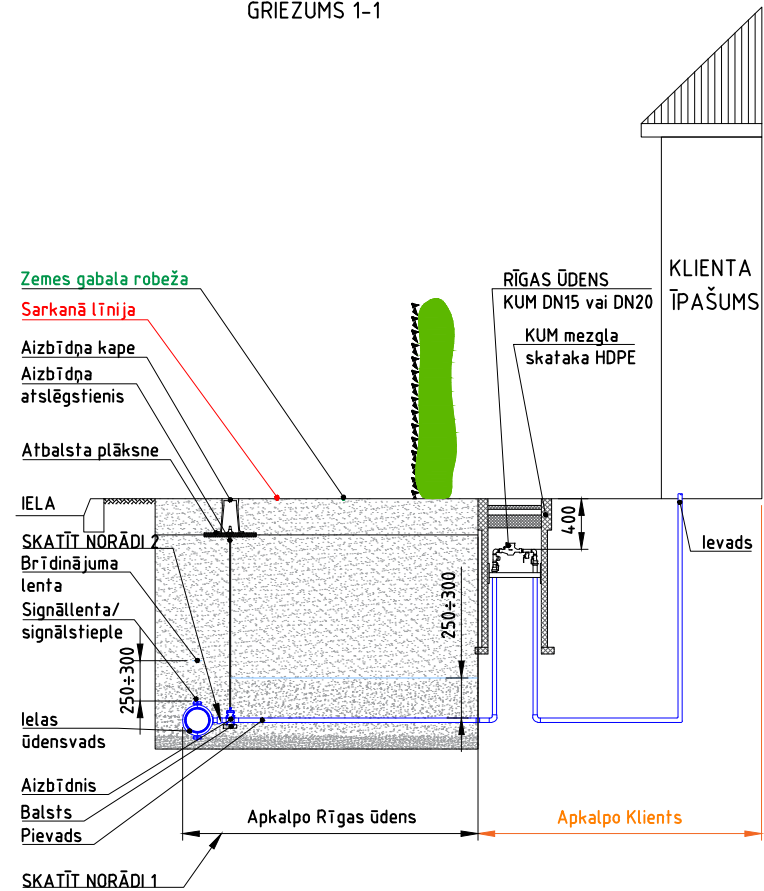 GRIEZUMS 1-1
Zemes gabala robeža
Sarkanā līnija
Aizbīdņa kape
Aizbīdņa
atslēgstienis
Atbalsta plāksne
IELA
SKATĪT NORĀDI 2
Brīdinājuma
lenta
Signāllenta/
signālstieple
250÷300
Ielas
ūdensvads
Aizbīdnis
Balsts
Pievads
SKATĪT NORĀDI 1
RĪGAS ŪDENS
KUM DN15 vai DN20
KUM mezgla
skataka HDPE
KLIENTA
ĪPAŠUMS
400
250÷300
Ievads
Apkalpo Rīgas ūdens
Apkalpo Klients